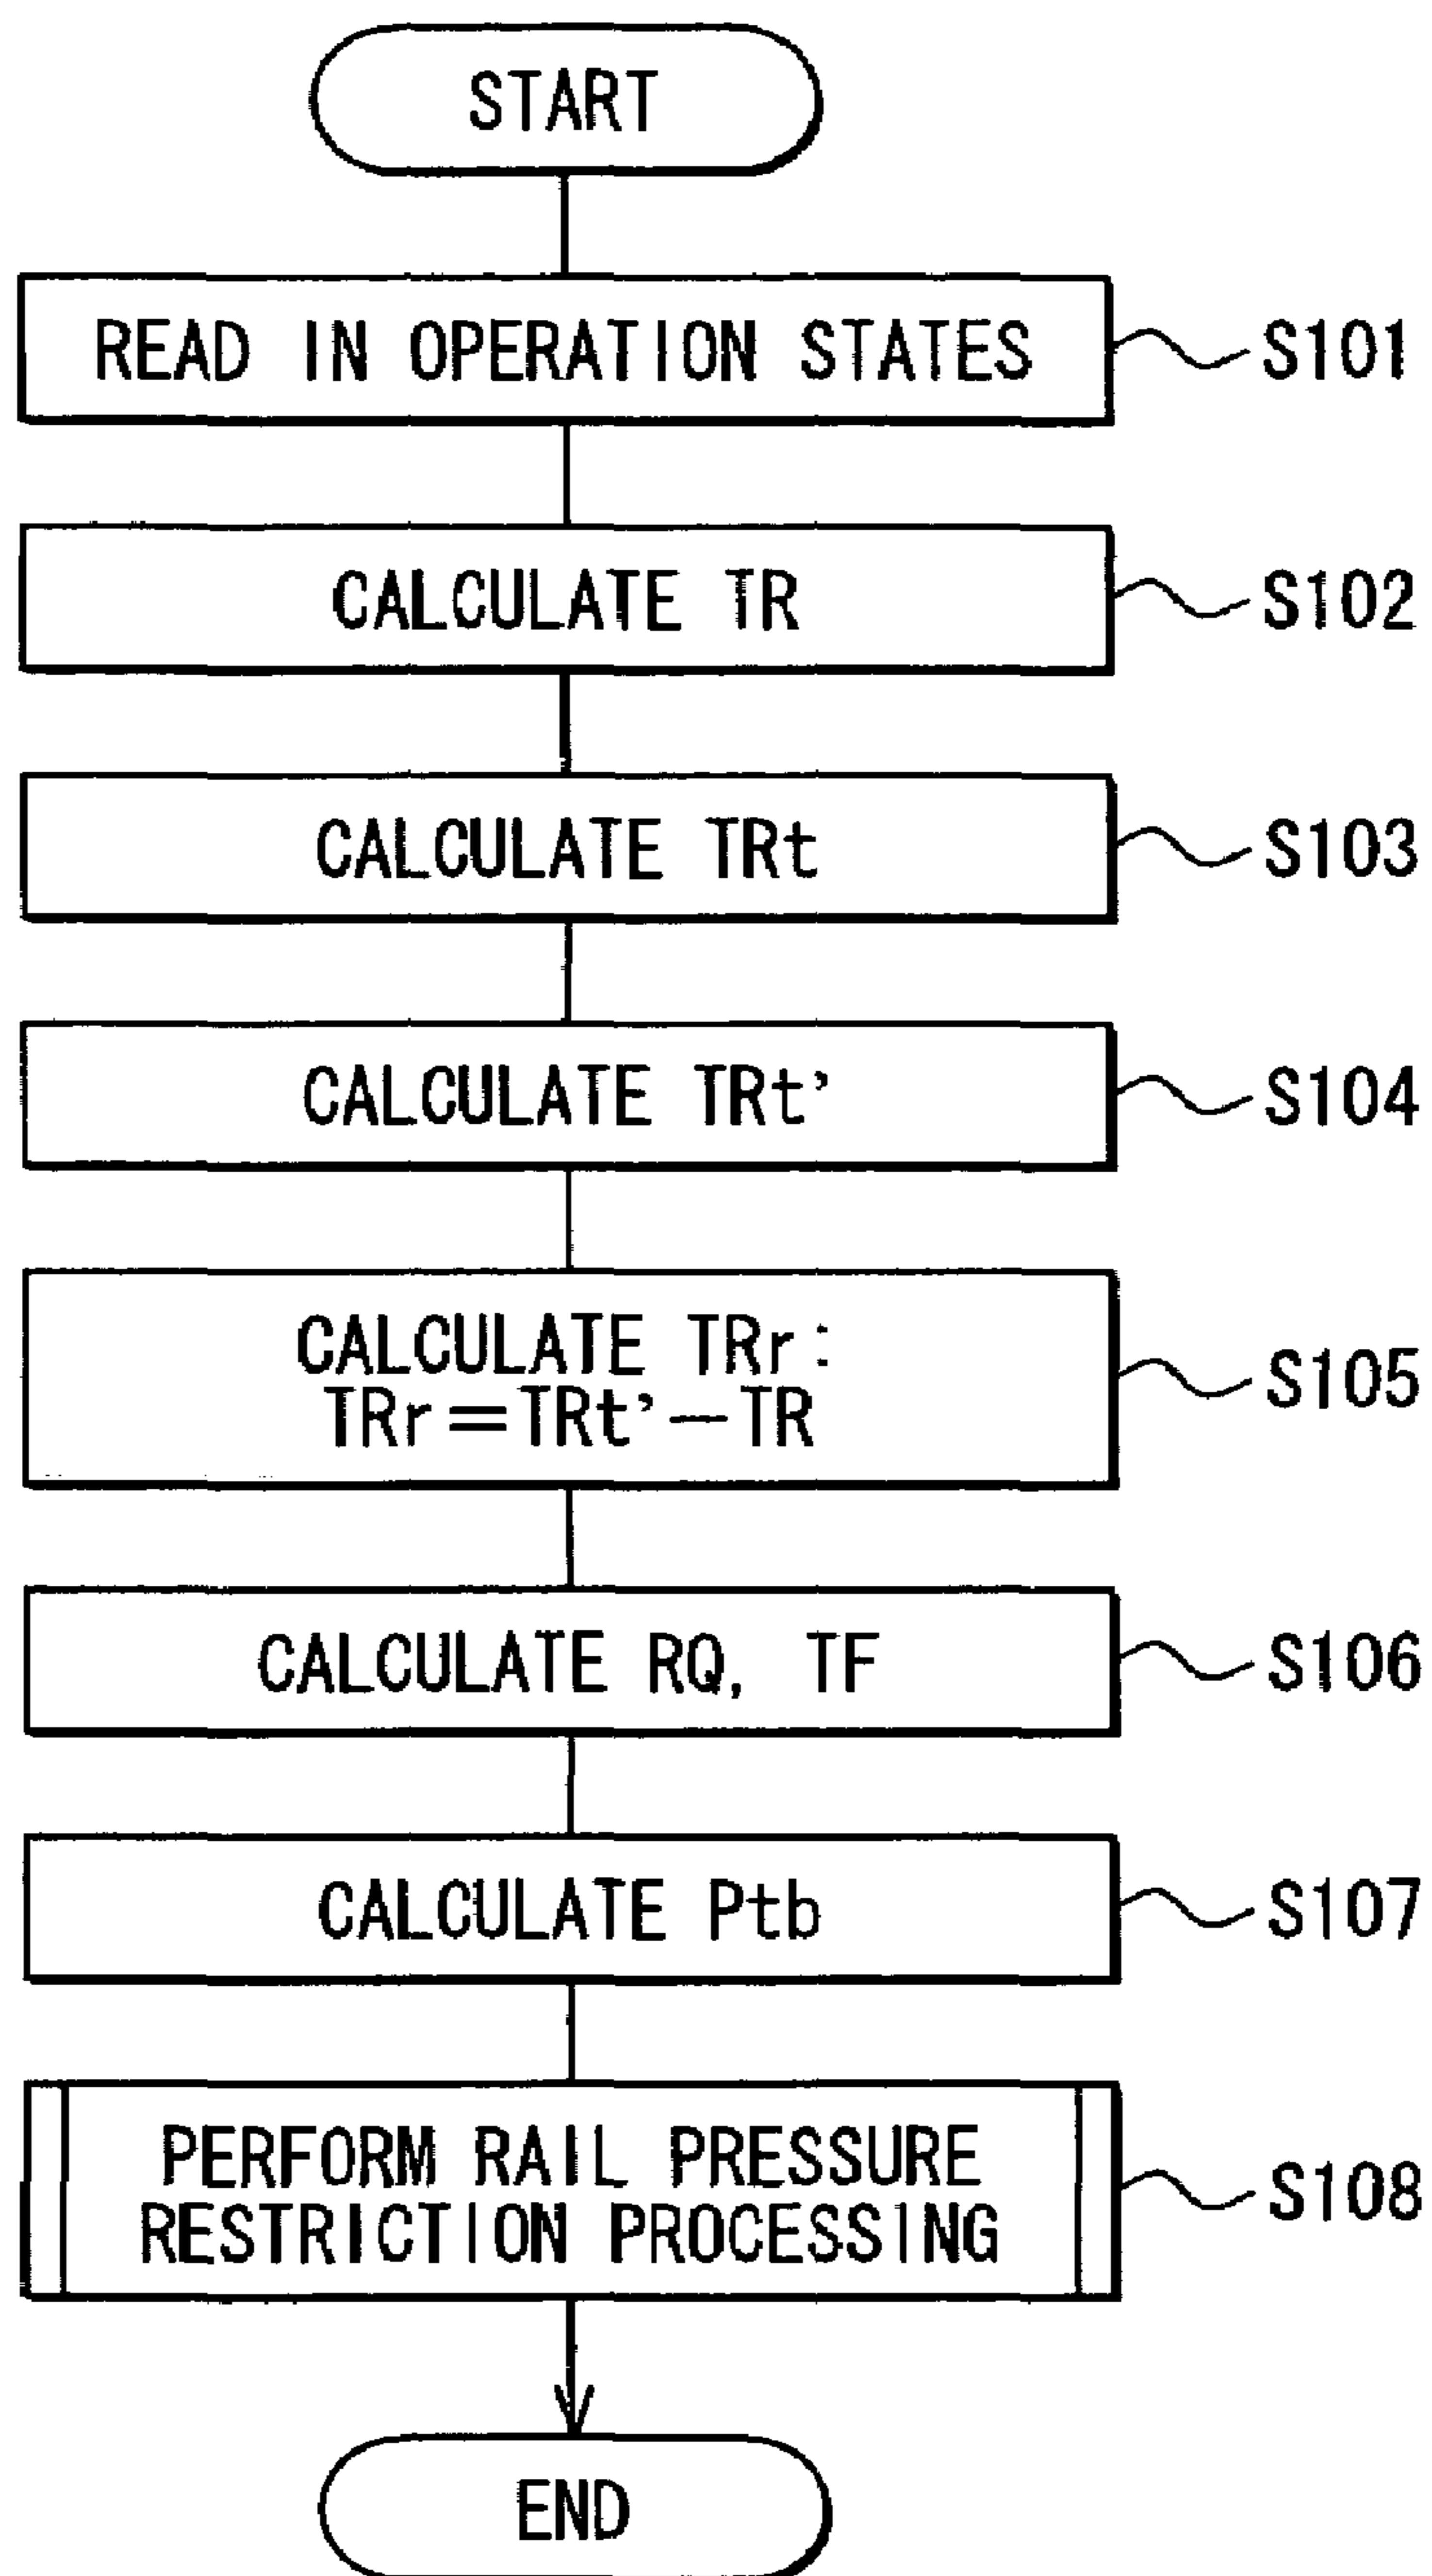 START
READ IN OPERATION STATES
S101
CALCULATE TR
S102
CALCULATE TRt
S103
CALCULATE TRt'
S104
CALCULATE TRr:
TRr=TRt'-TR
S105
CALCULATE RQ, TF
S106
CALCULATE Ptb
S107
PERFORM RAIL PRESSURE
RESTRICTION PROCESSING
S108
END